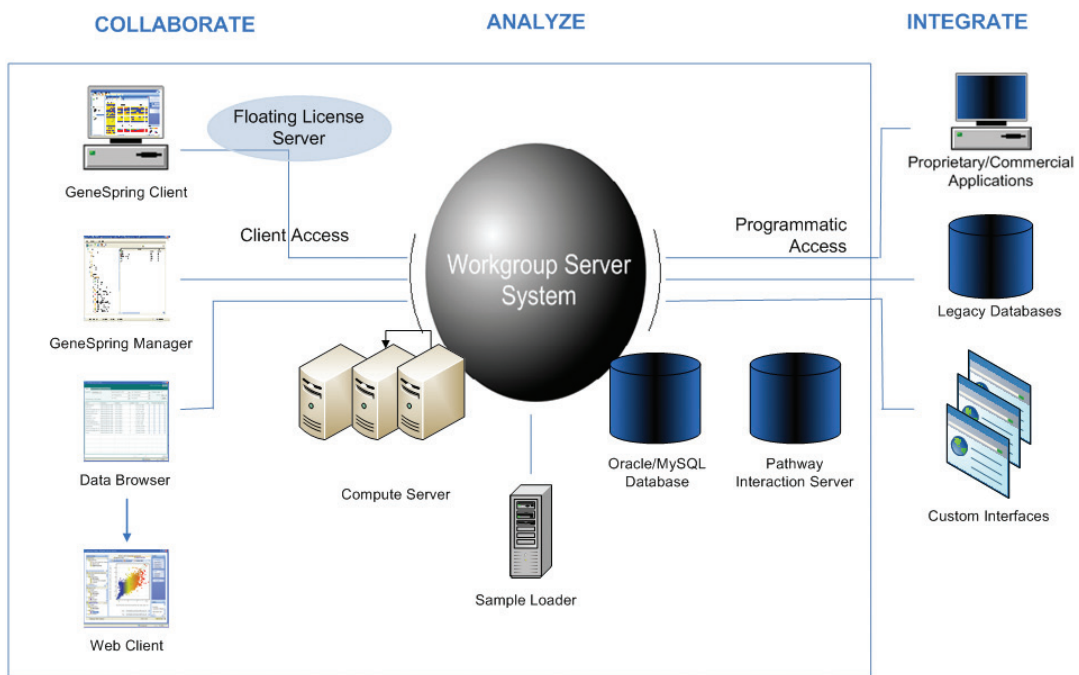 COLLABORATE
ANALYZE
INTEGRATE
Floating License
Server
GeneSpring Client
Client Access
GeneSpring Manager
Data Browser
Web Client
Workgroup Server
System
Compute Server
Sample Loader
Oracle/MySQL
Database
Pathway
Interaction Server
Programmatic
Access
Proprietary/Commercial
Applications
Legacy Databases
Custom Interfaces